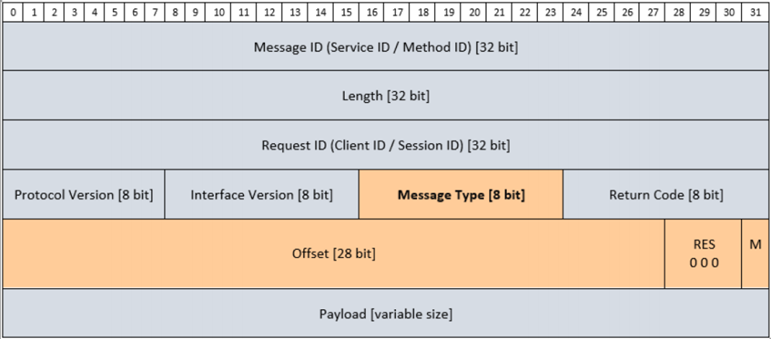 0 1 2 3 4 5 6 7 8 9 10 11 12 13 14 15 16 17 18 19 20 21 22 23 24 25 26 27 28 29 30 31
Message ID (Service ID / Method ID) [32 bit]
Length [32 bit]
Request ID (Client ID / Session ID) [32 bit]
Protocol Version [8 bit] Interface Version [8 bit] Message Type [8 bit] Return Code [8 bit]
Offset [28 bit] RES M
0 0 0
Payload [variable size]